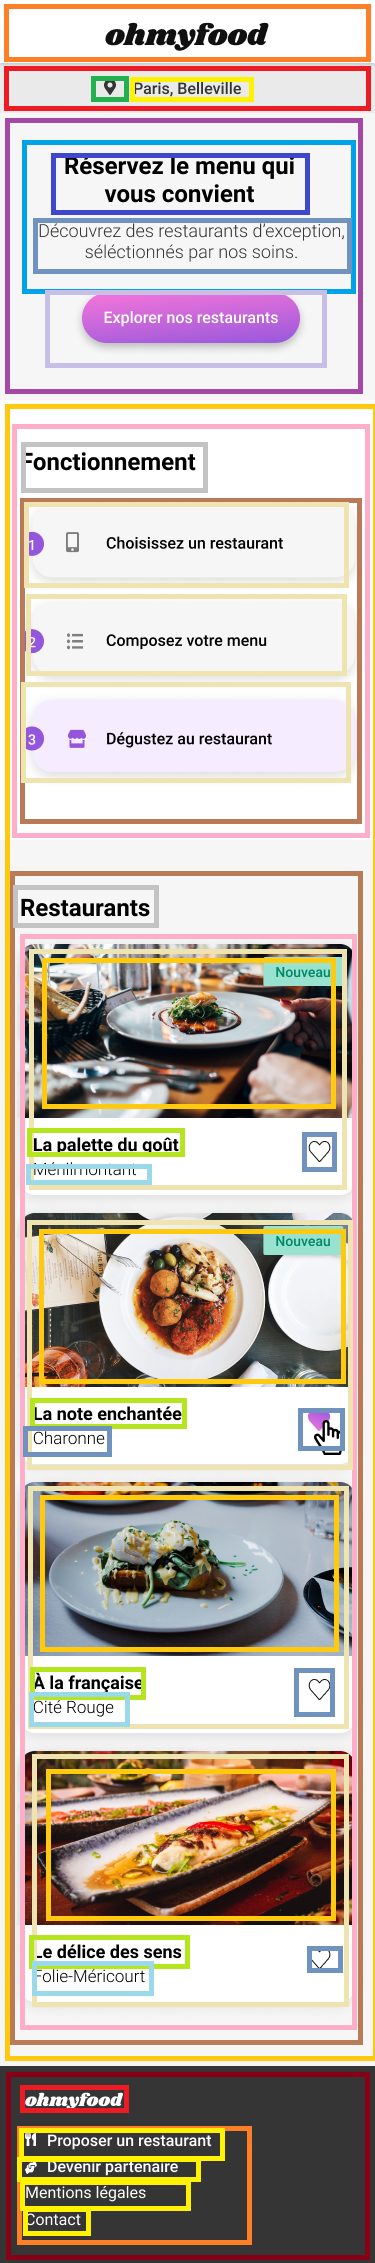 ohmyfood
Paris, Belleville
Réservez le menu qui
vous convient
Découvrez des restaurants d'exception,
séléctionnés par nos soins.
Explorer nos restaurants
Fonctionnement
1 Choisissez un restaurant
2 Composez votre menu
3 Dégustez au restaurant
Restaurants
Nouveau
La palette du goût
Ménilmontant
Nouveau
La note enchantée
Charonne
À la française
Cité Rouge
Le délice des sens
Folie-Méricourt
ohmyfood
Proposer un restaurant
Devenir partenaire
Mentions légales
Contact